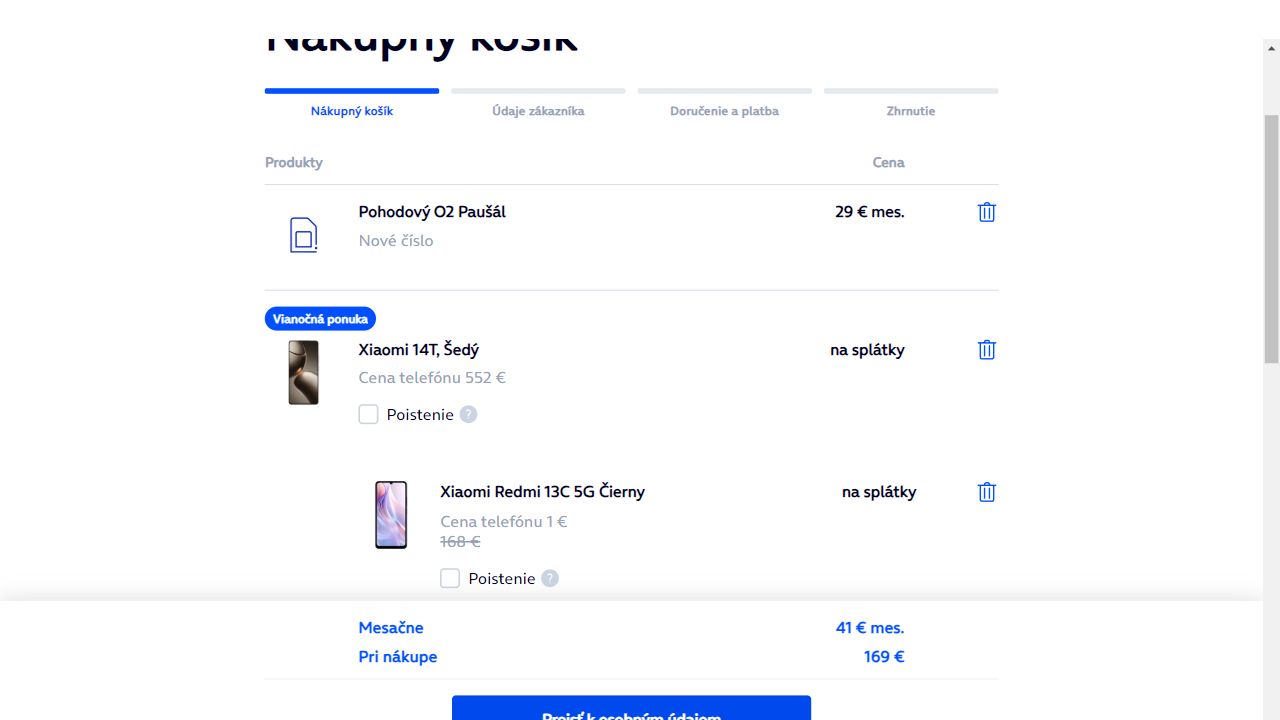 Nákupný košík
Nákupný košík
Údaje zákazníka
Doručenie a platba
Zhrnutie
Produkty
Cena
Pohodový O2 Paušál
29 € mes.
Nové číslo
Vianočná ponuka
Xiaomi 14T, Šedý
na splátky
Cena telefónu 552 €
Poistenie ?
Xiaomi Redmi 13C 5G Čierny
na splátky
Cena telefónu 1 €
168 €
Poistenie ?
Mesačne
41 € mes.
Pri nákupe
169 €
Prejsť k osobným údajom